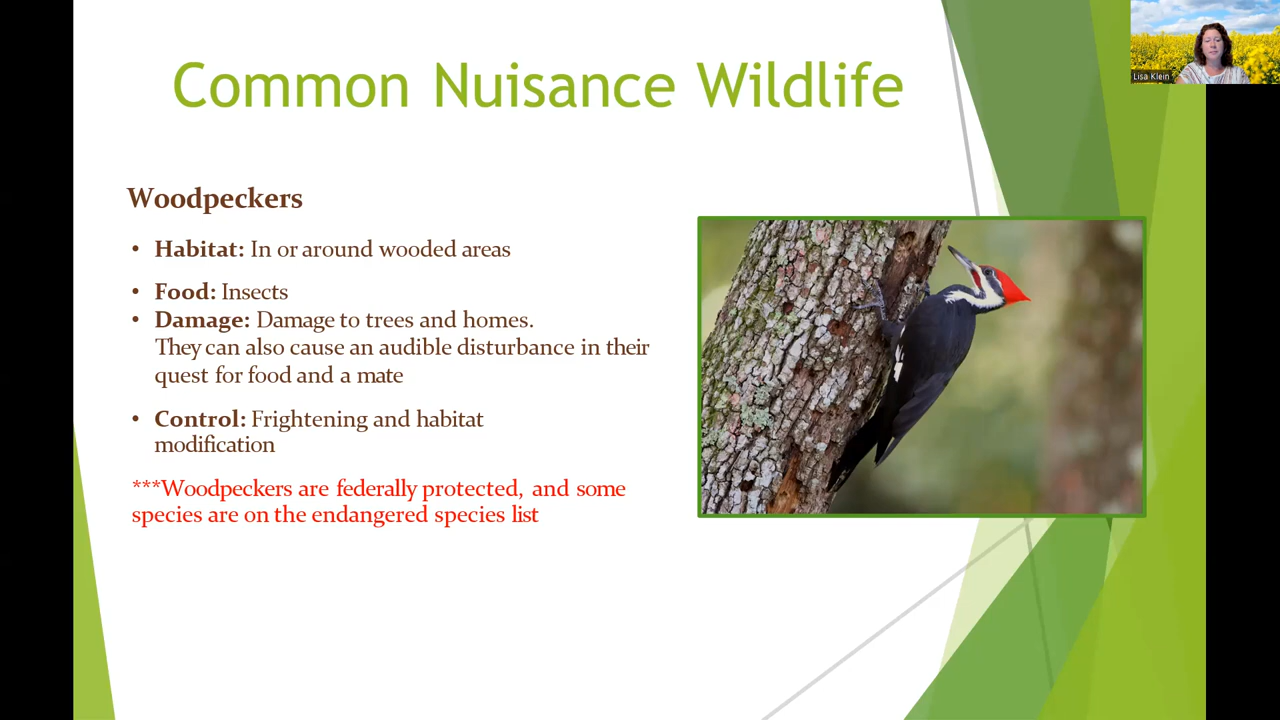 Common Nuisance Wildlife
Lisa Klein
Woodpeckers
• Habitat: In or around wooded areas
• Food: Insects
• Damage: Damage to trees and homes.
They can also cause an audible disturbance in their
quest for food and a mate
• Control: Frightening and habitat
modification
***Woodpeckers are federally protected, and some
species are on the endangered species list